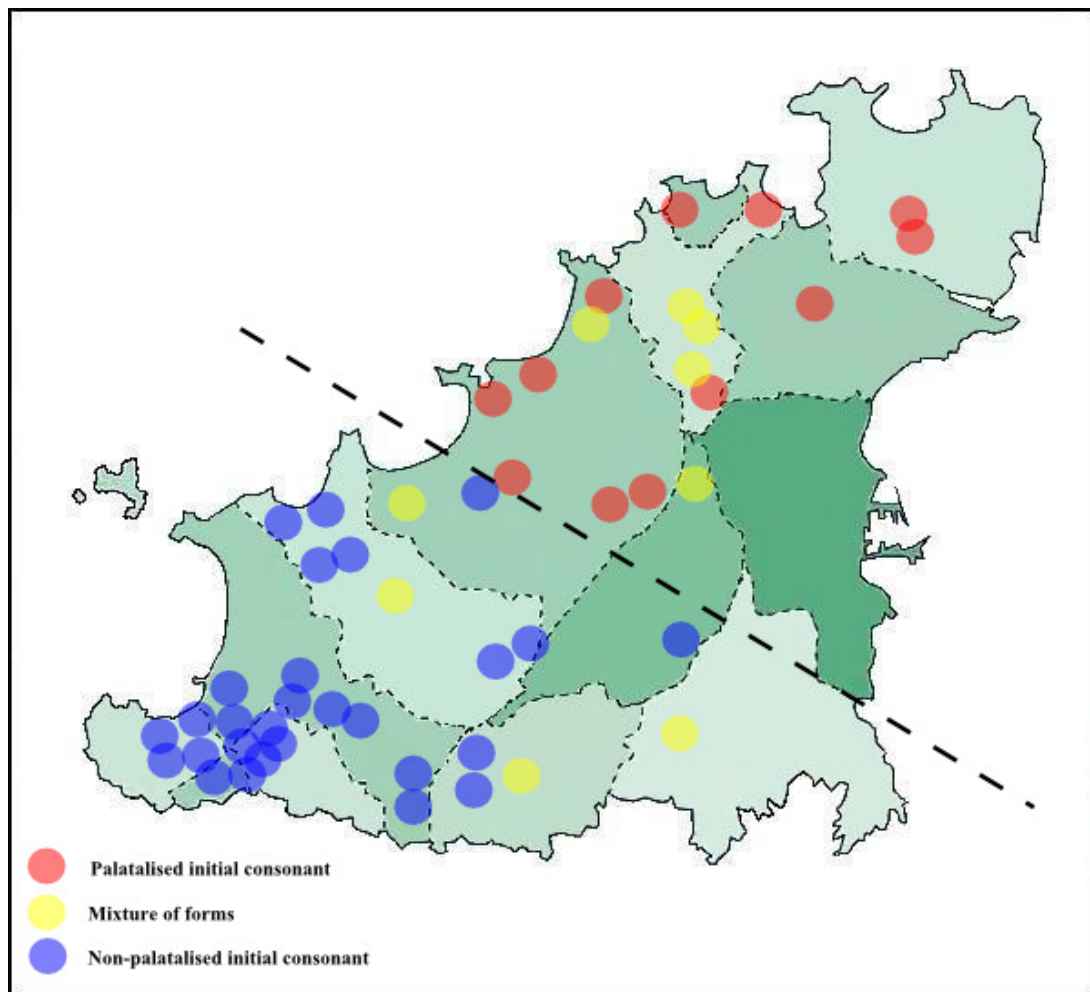 Palatalised initial consonant
Mixture of forms
Non-palatalised initial consonant